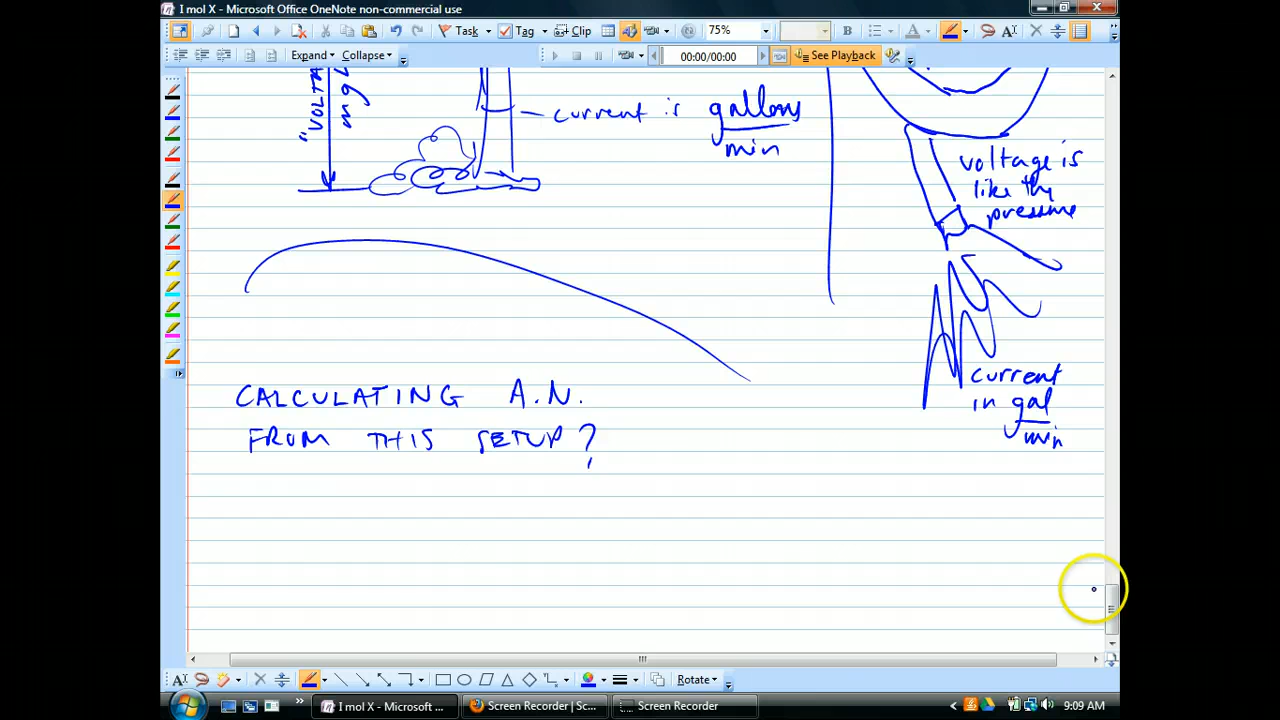 I mol X - Microsoft Office OneNote non-commercial use
Task
Tag
Clip
75%
B
A
Expand
Collapse
00:00/00:00
See Playback
"VOLTA
mg
current is gallons
min
voltage is
like the
pressure
current
in gal
min
CALCULATING A.N.
FROM THIS SETUP?
Rotate
I mol X - Microsoft ...
Screen Recorder | Sc...
Screen Recorder
9:09 AM